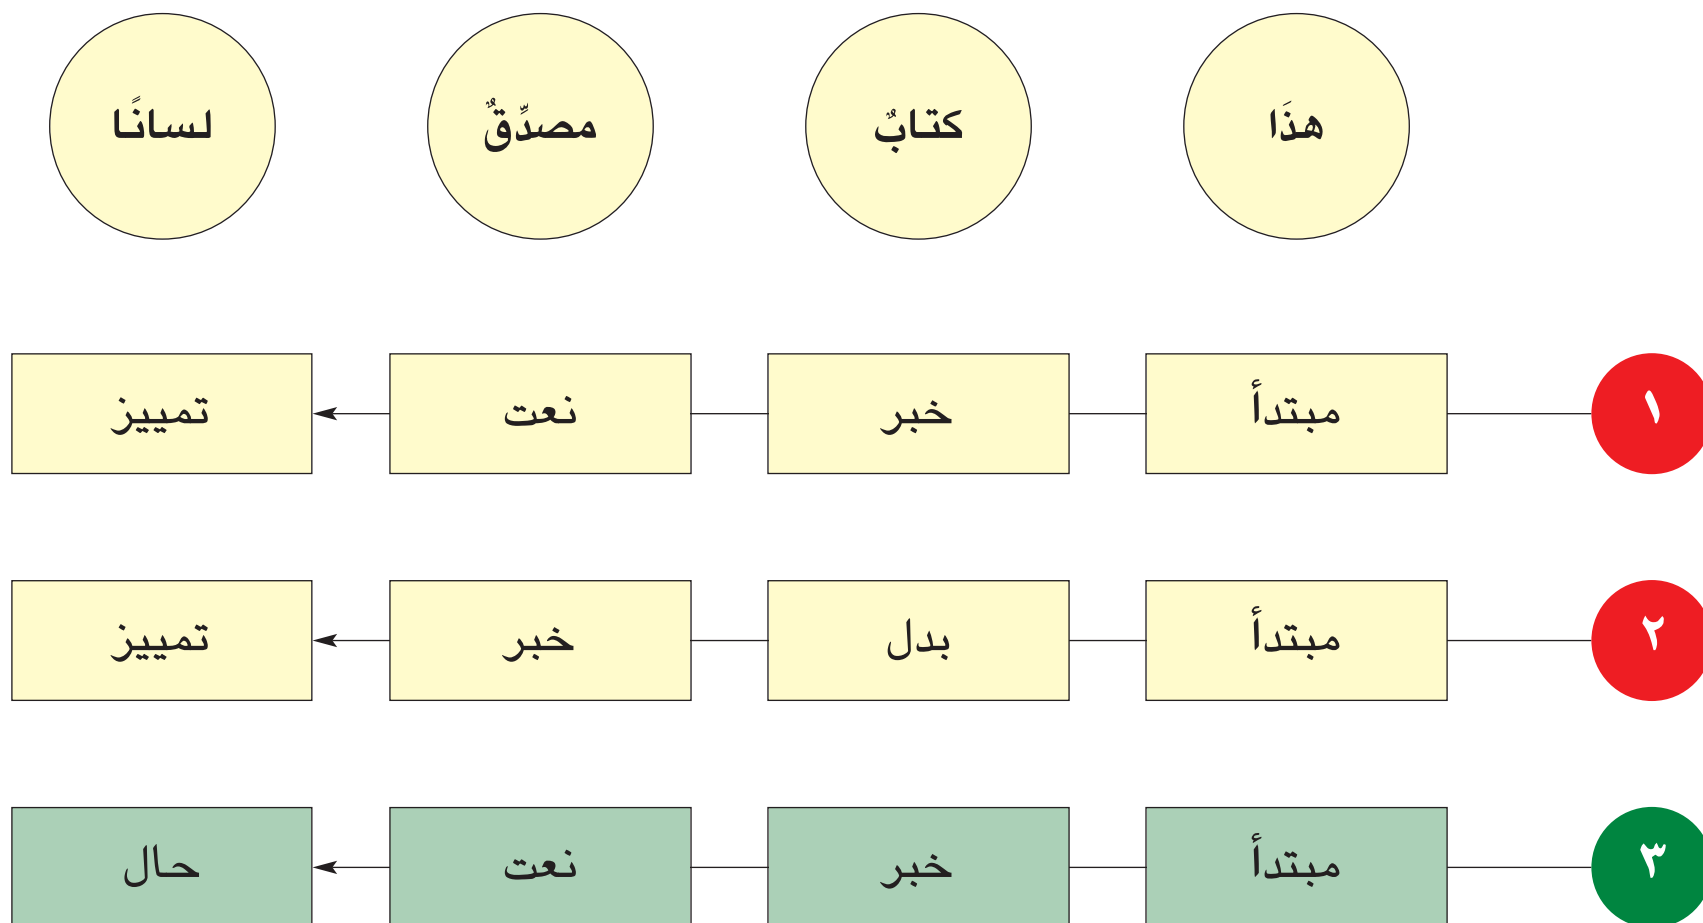 هذَا كتابٌ مصدِّقٌ لسانًا
١ مبتدأ خبر نعت تمييز
٢ مبتدأ بدل خبر تمييز
٣ مبتدأ خبر نعت حال